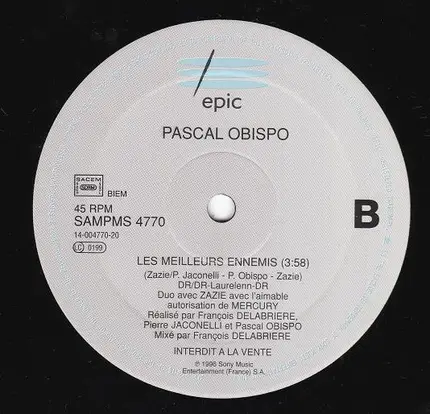 epic
PASCAL OBISPO
SACEM
BIEM
45 RPM
SAMPMS 4770
14-004770-20
LC 0199
B
LES MEILLEURS ENNEMIS (3:58)
(Zazie/P. Jaconelli - P. Obispo - Zazie)
DR/DR-Laurelenn-DR
Duo avec ZAZIE avec l'aimable
autorisation de MERCURY
Réalisé par François DELABRIERE,
Pierre JACONELLI et Pascal OBISPO
Mixé par François DELABRIERE
INTERDIT A LA VENTE
℗ 1996 Sony Music
Entertainment (France) S.A.